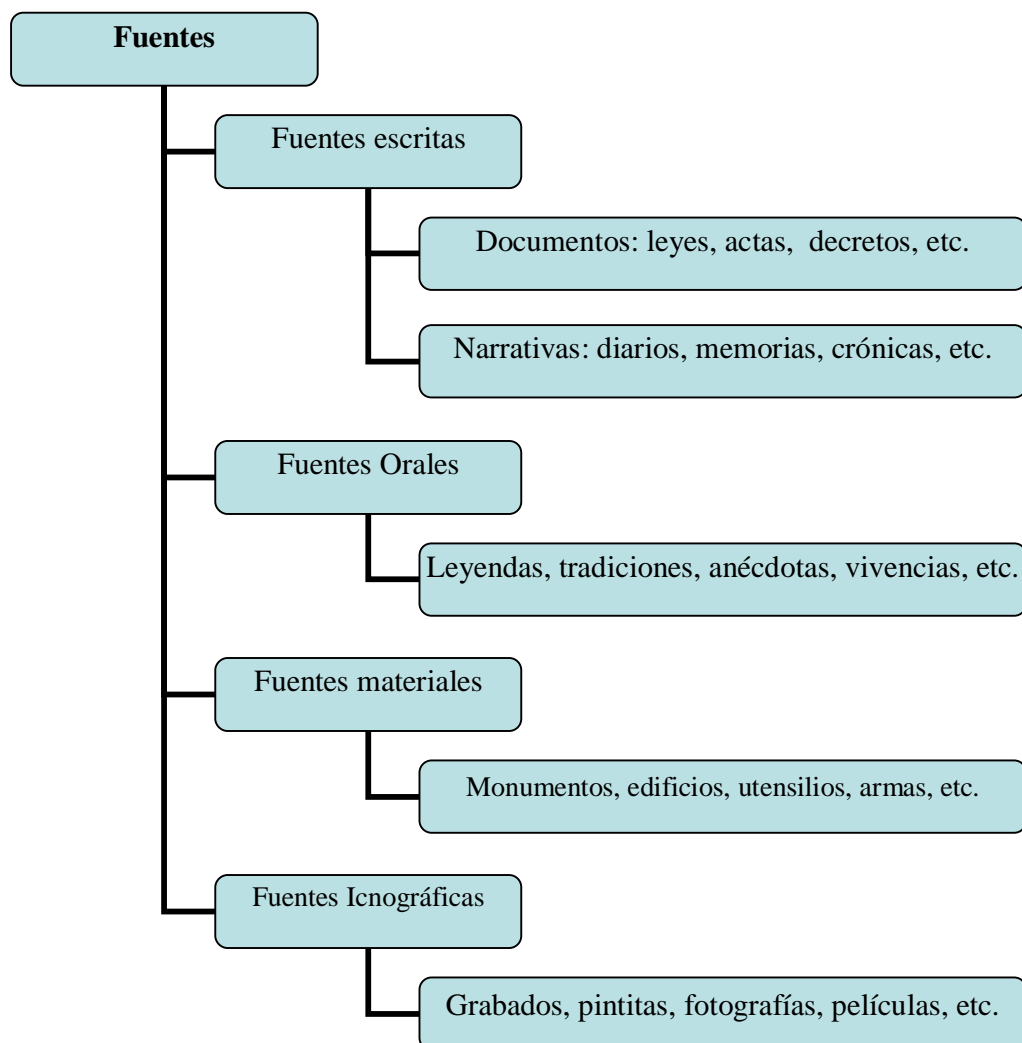 Fuentes
Fuentes escritas
Documentos: leyes, actas,  decretos, etc.
Narrativas: diarios, memorias, crónicas, etc.
Fuentes Orales
Leyendas, tradiciones, anécdotas, vivencias, etc.
Fuentes materiales
Monumentos, edificios, utensilios, armas, etc.
Fuentes Icnográficas
Grabados, pintitas, fotografías, películas, etc.